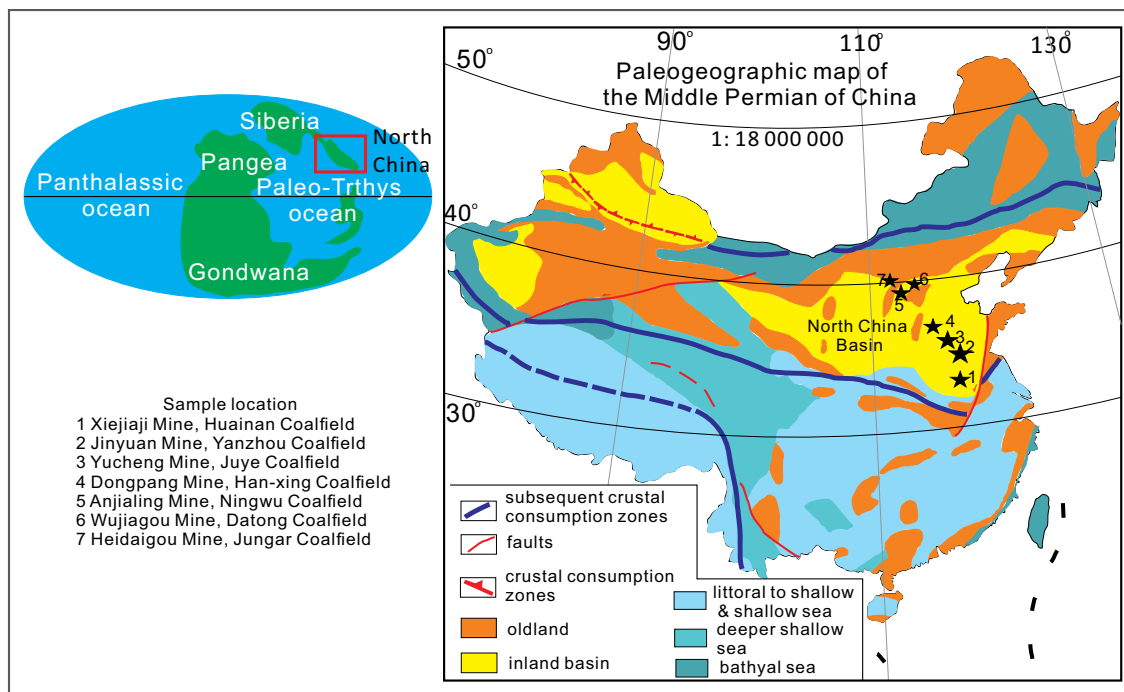 Siberia
North
China
Pangea
Panthalassic
ocean
Paleo-Trthys
ocean
Gondwana
Sample location
1 Xiejiaji Mine, Huainan Coalfield
2 Jinyuan Mine, Yanzhou Coalfield
3 Yucheng Mine, Juye Coalfield
4 Dongpang Mine, Han-xing Coalfield
5 Anjialing Mine, Ningwu Coalfield
6 Wujiagou Mine, Datong Coalfield
7 Heidaigou Mine, Jungar Coalfield
90°
110°
130°
50°
40°
30°
Paleogeographic map of
the Middle Permian of China
1: 18 000 000
7
6
5
4
3
2
1
North China
Basin
subsequent crustal
consumption zones
faults
crustal consumption
zones
oldland
inland basin
littoral to shallow
& shallow sea
deeper shallow
sea
bathyal sea